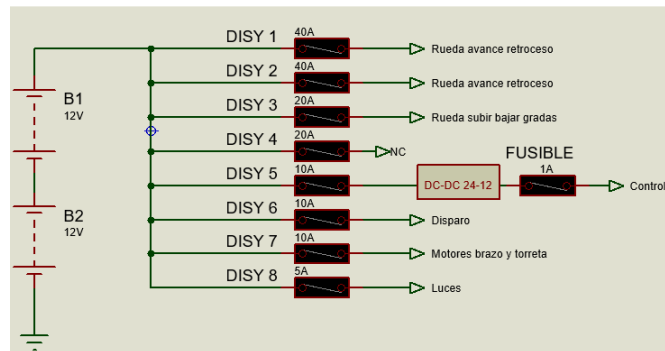 DISY 1
40A
Rueda avance retroceso
DISY 2
40A
Rueda avance retroceso
B1
12V
DISY 3
20A
Rueda subir bajar gradas
DISY 4
20A
NC
FUSIBLE
1A
DISY 5
10A
DC-DC 24-12
Control
B2
12V
DISY 6
10A
Disparo
DISY 7
10A
Motores brazo y torreta
DISY 8
5A
Luces